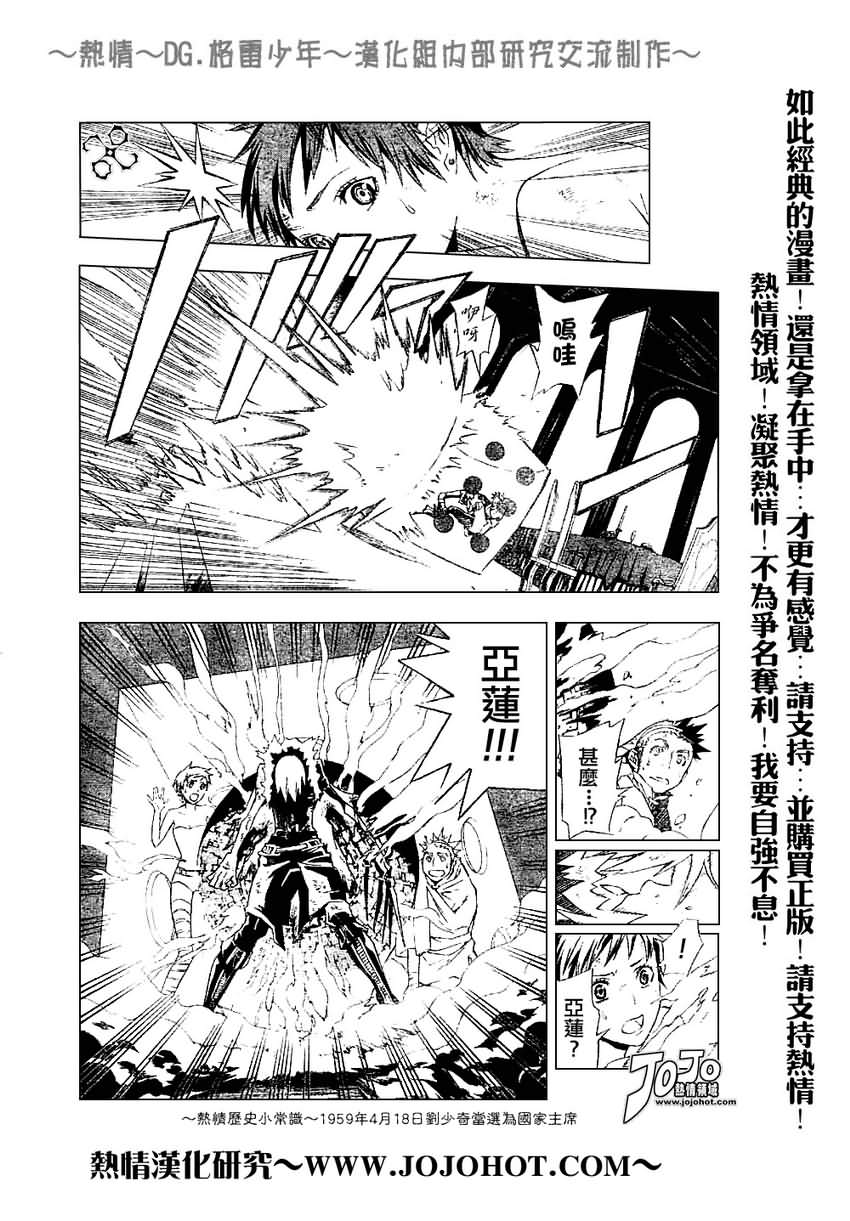 ～熱情～DG.格雷少年～漢化組內部研究交流制作～
如此經典的漫畫！還是拿在手中…才更有感覺…請支持…並購買正版！請支持熱情！
熱情領域！凝聚熱情！不為爭名奪利！我要自強不息！
嗚哇
咿呀
甚麼…!?
！
亞蓮？
亞蓮!!!
JOJO
熱情領域
www.jojohot.com
～熱情歷史小常識～1959年4月18日劉少奇當選為國家主席
熱情漢化研究～WWW.JOJOHOT.COM～